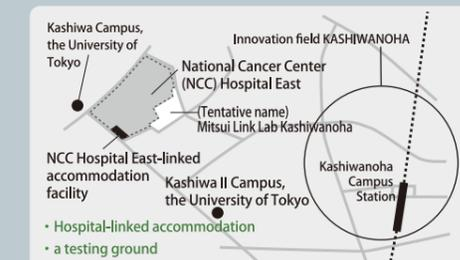 Kashiwa Campus,
the University of
Tokyo
Innovation field KASHIWANOHA
National Cancer Center
(NCC) Hospital East
(Tentative name)
Mitsui Link Lab Kashiwanoha
NCC Hospital East-linked
accommodation
facility
Kashiwanoha
Campus
Station
Kashiwa II Campus,
the University of Tokyo
・Hospital-linked accommodation
・a testing ground